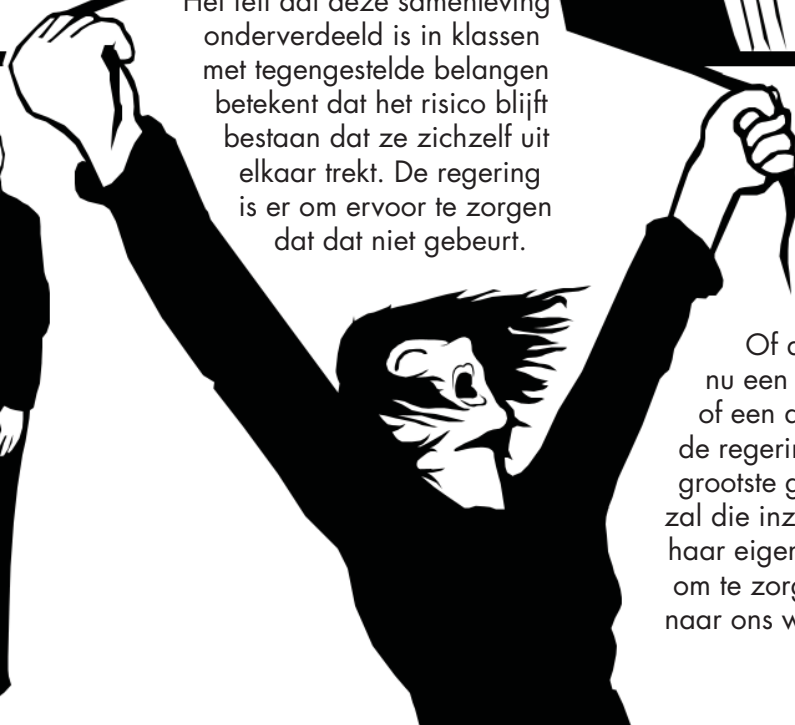 Het feit dat deze samenleving
onderverdeeld is in klassen
met tegengestelde belangen
betekent dat het risico blijft
bestaan dat ze zichzelf uit
elkaar trekt. De regering
is er om ervoor te zorgen
dat dat niet gebeurt.
Of
nu een
of een
de
grootste
zal die
haar
om te
naar ons